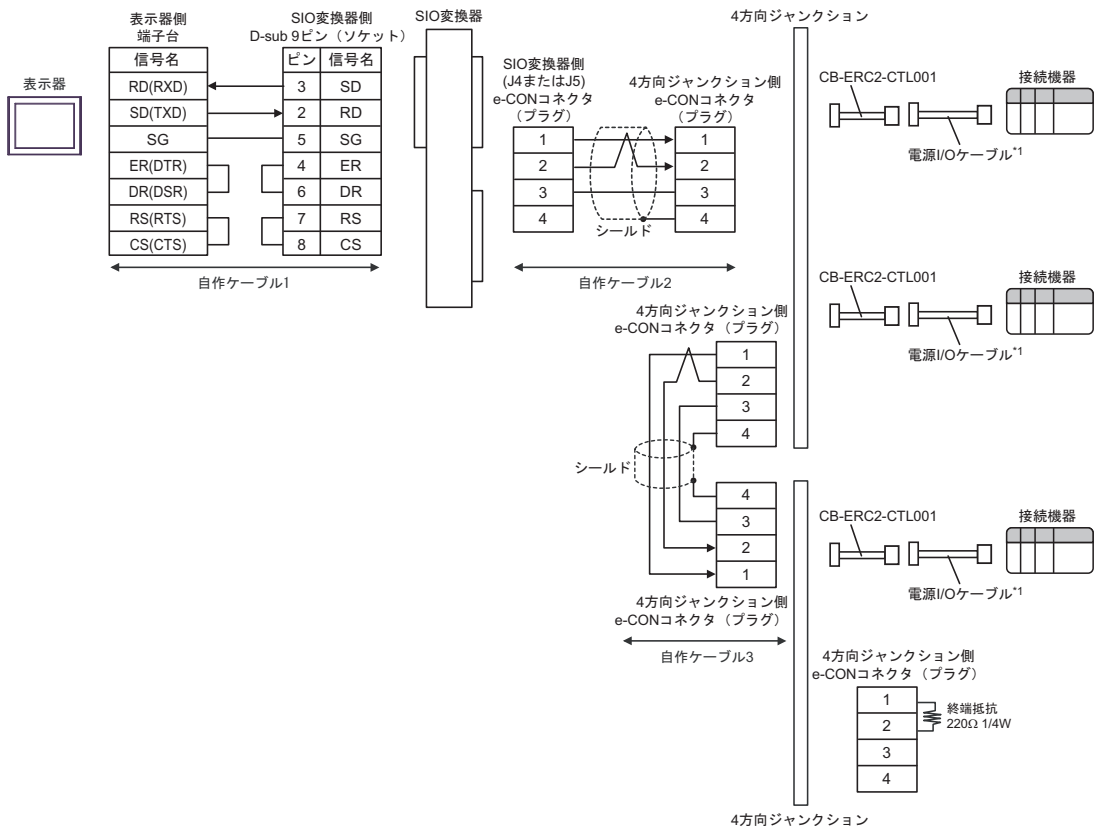 表示器
表示器側
端子台
信号名
RD(RXD)
SD(TXD)
SG
ER(DTR)
DR(DSR)
RS(RTS)
CS(CTS)
SIO変換器側
D-sub 9ピン（ソケット）
ピン 信号名
3 SD
2 RD
5 SG
4 ER
6 DR
7 RS
8 CS
自作ケーブル1
SIO変換器
SIO変換器側
(J4またはJ5)
e-CONコネクタ
（プラグ）
1
2
3
4
シールド
4方向ジャンクション側
e-CONコネクタ
（プラグ）
1
2
3
4
自作ケーブル2
4方向ジャンクション
CB-ERC2-CTL001
接続機器
電源I/Oケーブル*1
CB-ERC2-CTL001
接続機器
電源I/Oケーブル*1
4方向ジャンクション側
e-CONコネクタ（プラグ）
1
2
3
4
シールド
4
3
2
1
4方向ジャンクション側
e-CONコネクタ（プラグ）
自作ケーブル3
CB-ERC2-CTL001
接続機器
電源I/Oケーブル*1
4方向ジャンクション側
e-CONコネクタ（プラグ）
1
2
3
4
終端抵抗
220Ω 1/4W
4方向ジャンクション